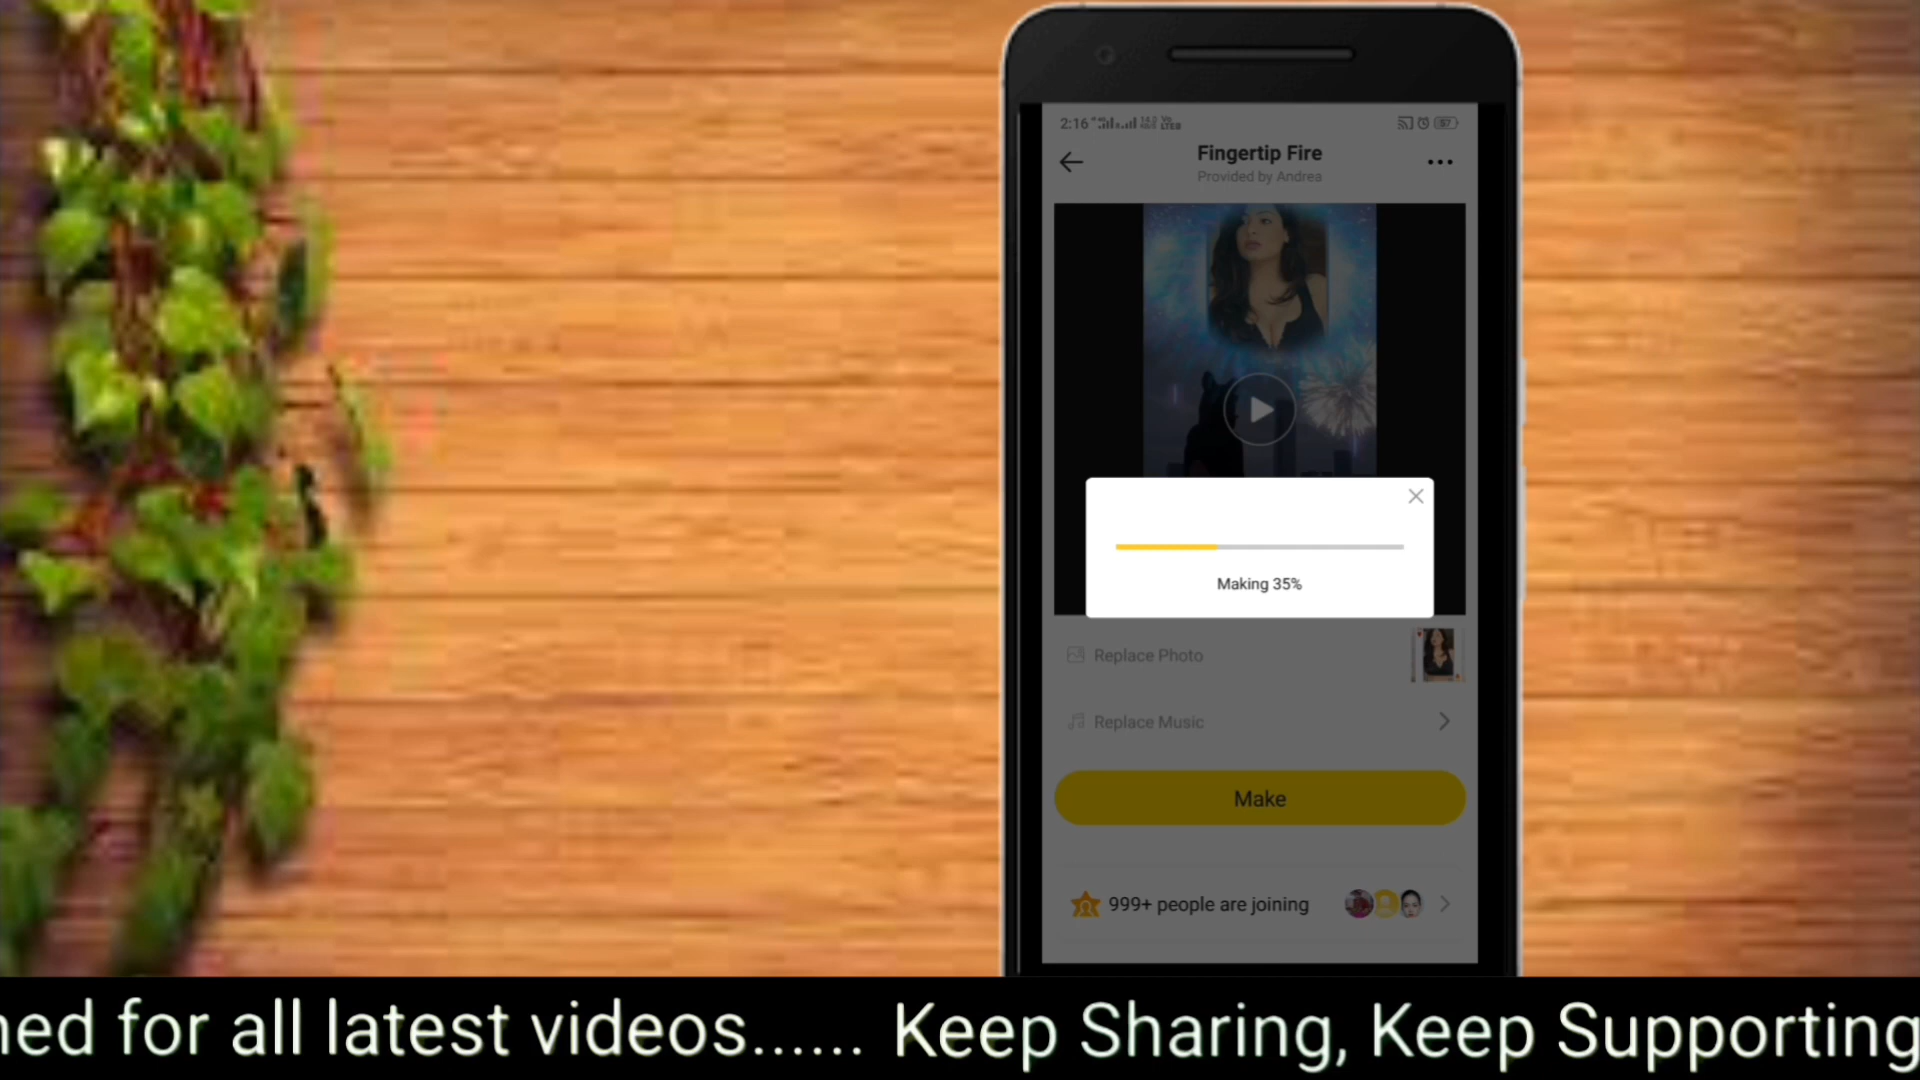 2:16
Fingertip Fire
Provided by Andrea
Making 35%
Replace Photo
Replace Music
Make
999+ people are joining
for all latest videos...... Keep Sharing, Keep Supporting